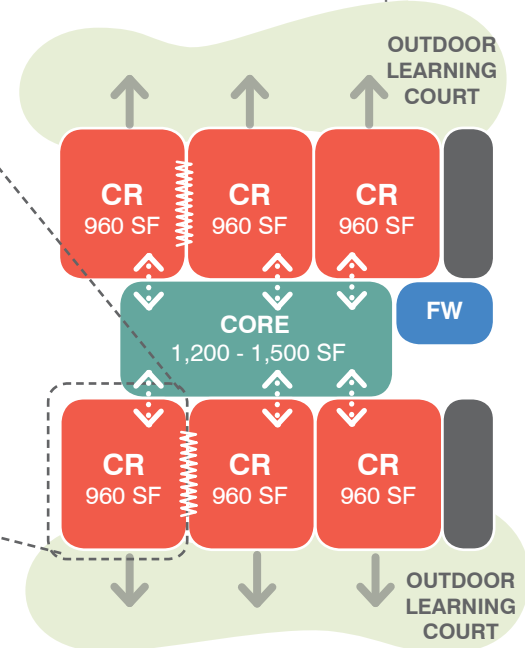 OUTDOOR
LEARNING
COURT
CR
960 SF
CR
960 SF
CR
960 SF
CORE
1,200 - 1,500 SF
FW
CR
960 SF
CR
960 SF
CR
960 SF
OUTDOOR
LEARNING
COURT